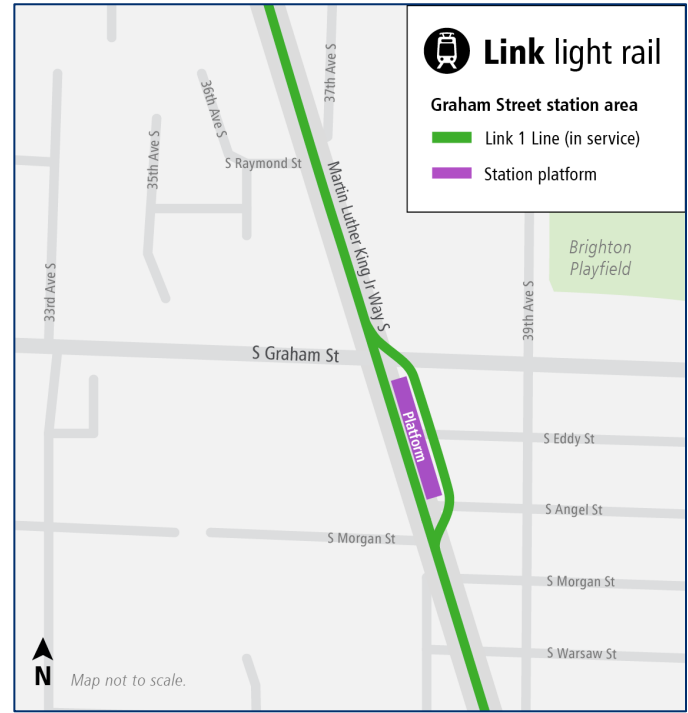 Link light rail
Graham Street station area
Link 1 Line (in service)
Station platform
37th Ave S
36th Ave S
35th Ave S
S Raymond St
Martin Luther King Jr Way S
Brighton
Playfield
33rd Ave S
39th Ave S
S Graham St
Platform
S Eddy St
S Angel St
S Morgan St
S Morgan St
S Warsaw St
N
Map not to scale.